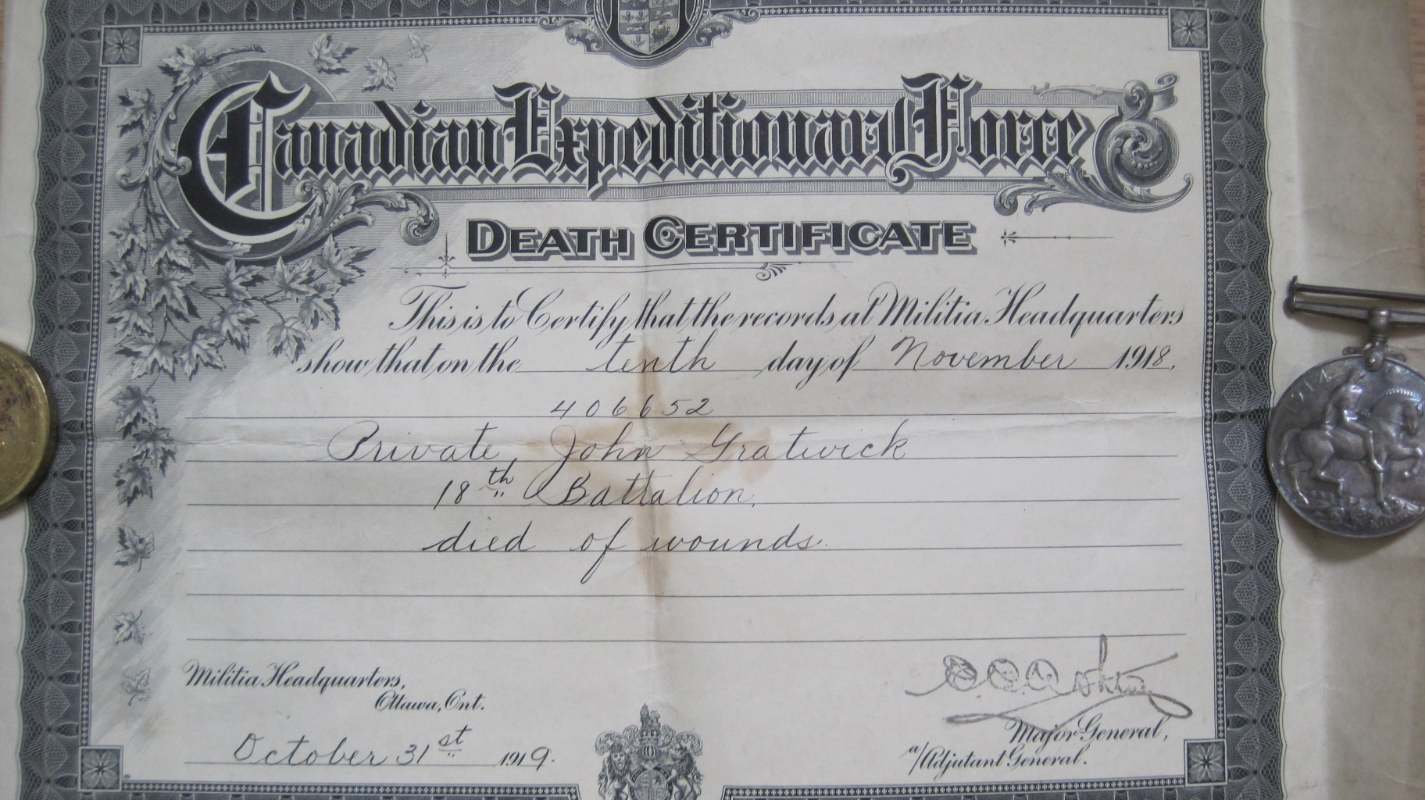 Canadian Expeditionary Force
DEATH CERTIFICATE
This is to Certify that the records at Militia Headquarters
show that on the tenth day of November 1918.
406652
Private John Gratwick
18th Battalion.
died of wounds.
Militia Headquarters,
Ottawa, Ont.
October 31st 1919.
Major General,
a/Adjutant General.